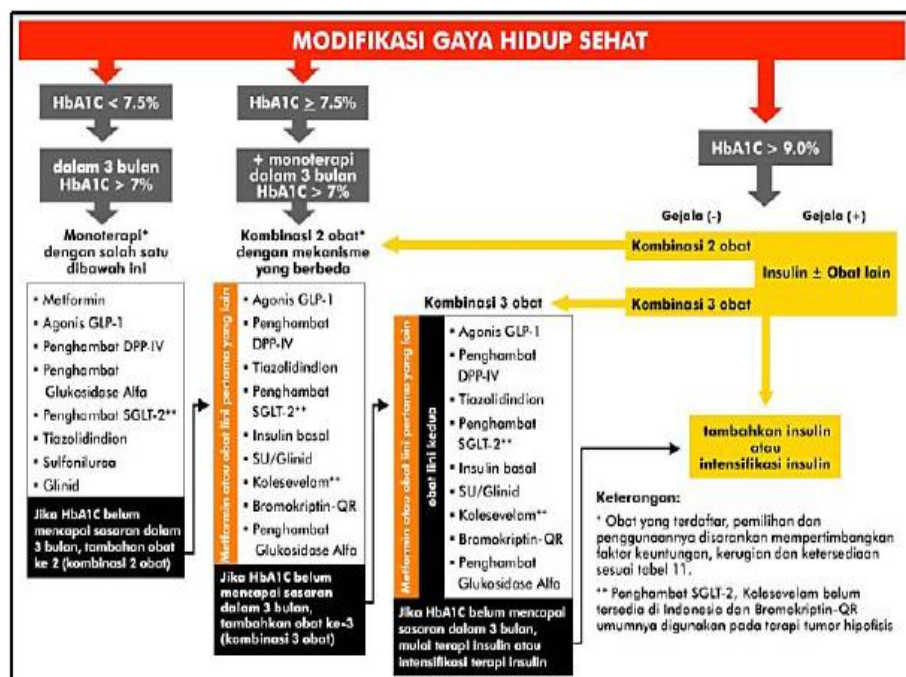 MODIFIKASI GAYA HIDUP SEHAT
HbA1C < 7.5%
dalam 3 bulan
HbA1C > 7%
Monoterapi*
dengan salah satu
dibawah ini
▪ Metformin
▪ Agonis GLP-1
▪ Penghambat DPP-IV
▪ Penghambat
Glukosidase Alfa
▪ Penghambat SGLT-2**
▪ Tiazolidindion
▪ Sulfonilurea
▪ Glinid
Jika HbA1C belum
mencapai sasaran dalam
3 bulan, tambahan obat
ke 2 (kombinasi 2 obat)
HbA1C ≥ 7.5%
+ monoterapi
dalam 3 bulan
HbA1C > 7%
Kombinasi 2 obat*
dengan mekanisme
yang berbeda
Metformin atau obat lini pertama yang lain
▪ Agonis GLP-1
▪ Penghambat
DPP-IV
▪ Tiazolidindion
▪ Penghambat
SGLT-2**
▪ Insulin basal
▪ SU/Glinid
▪ Kolesevelam**
▪ Bromokriptin-QR
▪ Penghambat
Glukosidase Alfa
Jika HbA1C belum
mencapai sasaran
dalam 3 bulan,
tambahkan obat ke-3
(kombinasi 3 obat)
Kombinasi 3 obat
Metformin atau obat lini pertama yang lain
obat lini kedua
▪ Agonis GLP-1
▪ Penghambat
DPP-IV
▪ Tiazolidindion
▪ Penghambat
SGLT-2**
▪ Insulin basal
▪ SU/Glinid
▪ Kolesevelam**
▪ Bromokriptin-QR
▪ Penghambat
Glukosidase Alfa
Jika HbA1C belum mencapai
sasaran dalam 3 bulan,
mulai terapi insulin atau
intensifikasi terapi insulin
HbA1C > 9.0%
Gejala (-)
Gejala (+)
Kombinasi 2 obat
Insulin ± Obat lain
Kombinasi 3 obat
tambahkan insulin
atau
intensifikasi insulin
Keterangan:
* Obat yang terdaftar, pemilihan dan
penggunaannya disarankan mempertimbangkan
faktor keuntungan, kerugian dan ketersediaan
sesuai tabel 11.
** Penghambat SGLT-2, Kolesevelam belum
tersedia di Indonesia dan Bromokriptin-QR
umumnya digunakan pada terapi tumor hipofisis